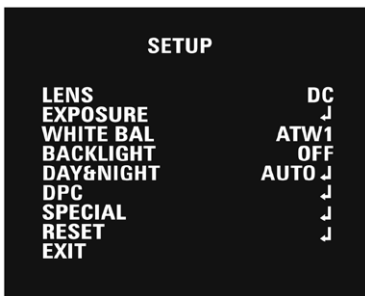 SETUP
LENS DC
EXPOSURE ↲
WHITE BAL ATW1
BACKLIGHT OFF
DAY&NIGHT AUTO ↲
DPC ↲
SPECIAL ↲
RESET ↲
EXIT